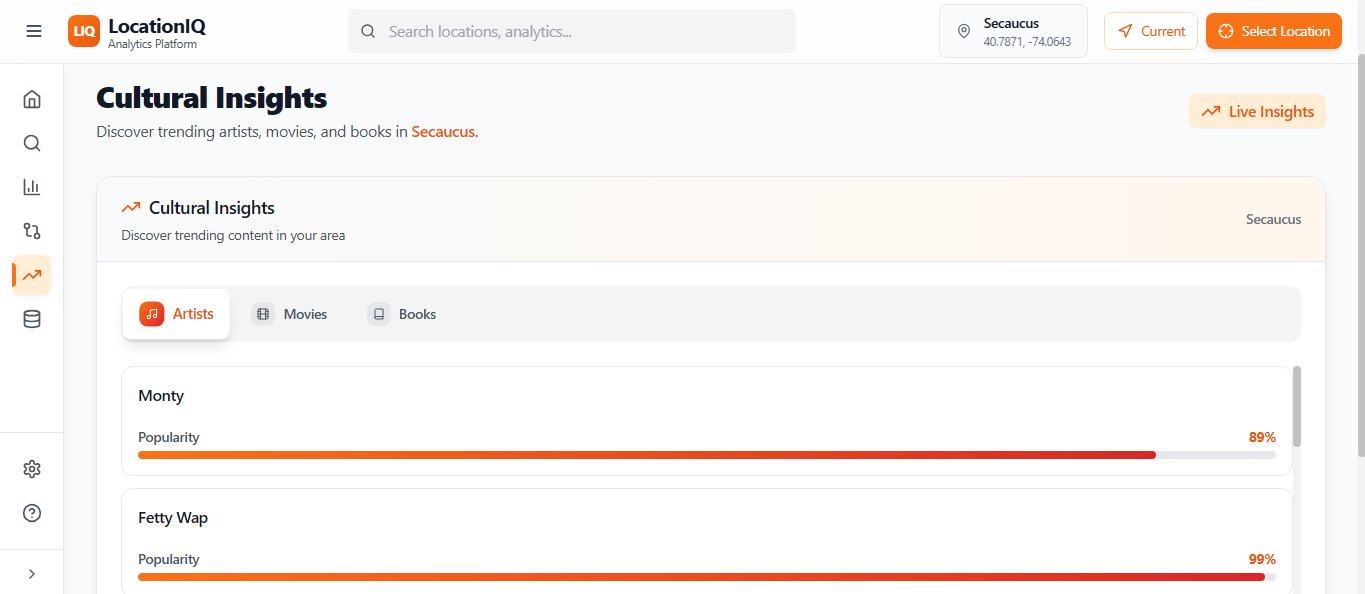 LIQ
LocationIQ
Analytics Platform
Search locations, analytics...
Secaucus
40.7871, -74.0643
Current
Select Location
Cultural Insights
Discover trending artists, movies, and books in Secaucus.
Live Insights
Cultural Insights
Discover trending content in your area
Secaucus
Artists
Movies
Books
Monty
Popularity
89%
Fetty Wap
Popularity
99%